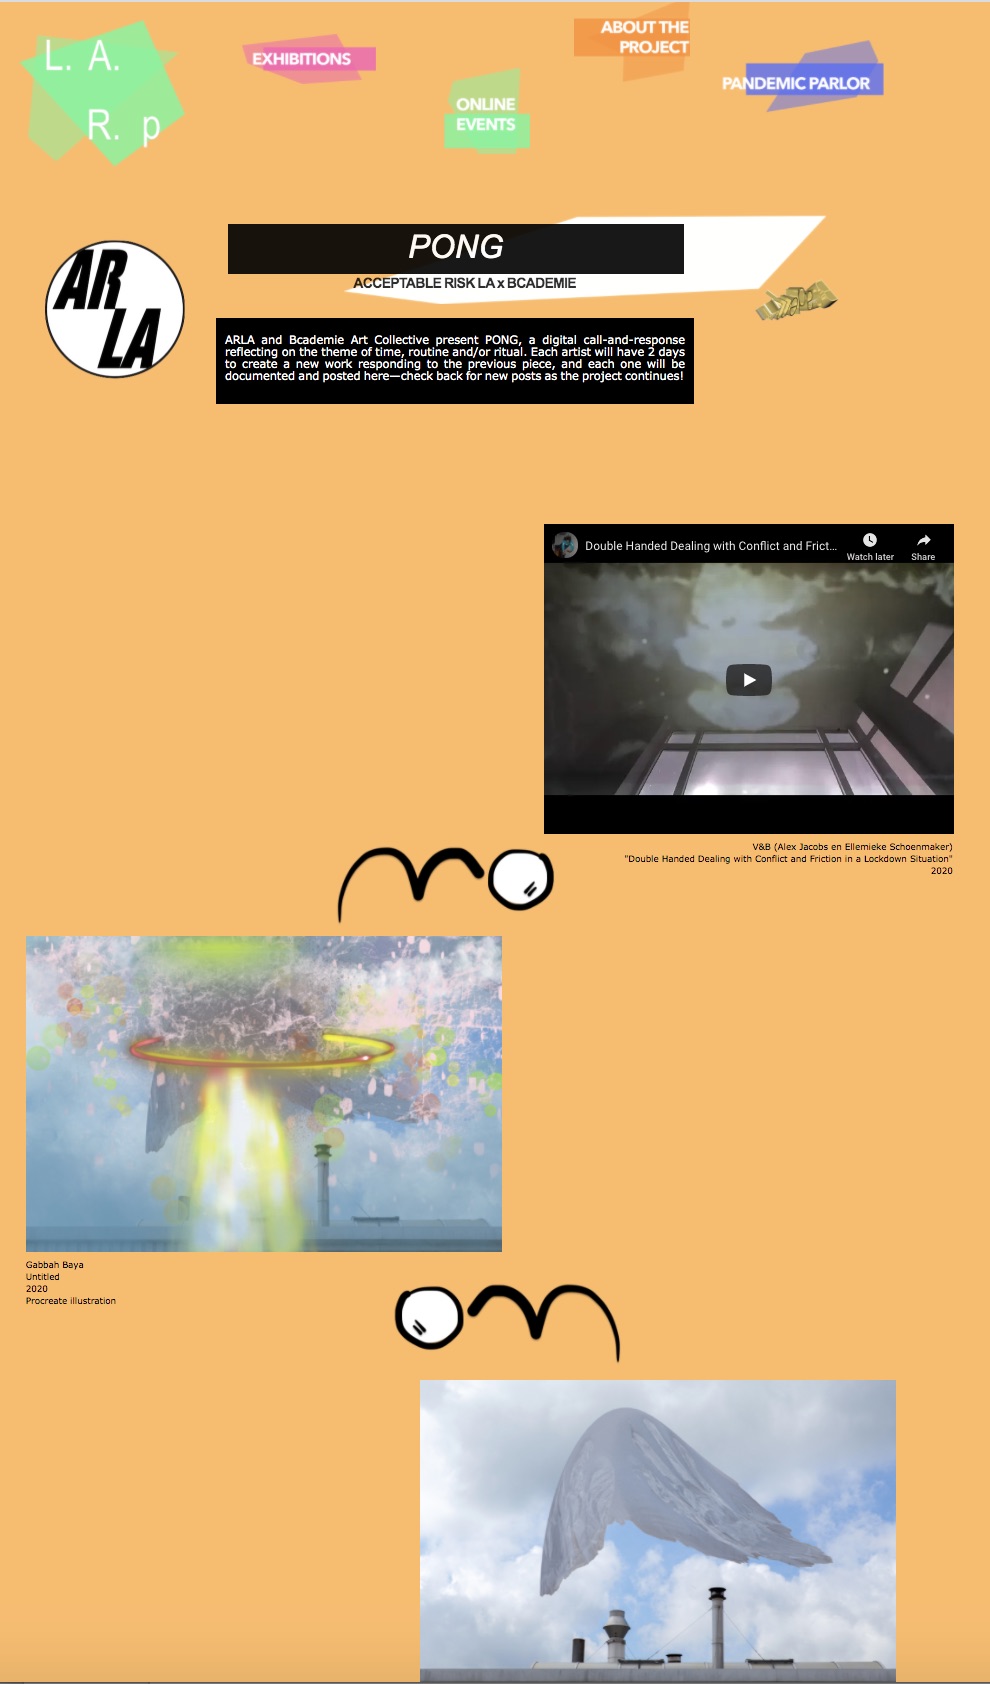 L. A.
R. p
EXHIBITIONS
ONLINE
EVENTS
ABOUT THE
PROJECT
PANDEMIC PARLOR
AR
LA
PONG
ACCEPTABLE RISK LA x BCADEMIE
ARLA and Bcademie Art Collective present PONG, a digital call-and-response
reflecting on the theme of time, routine and/or ritual. Each artist will have 2 days
to create a new work responding to the previous piece, and each one will be
documented and posted here—check back for new posts as the project continues!
Double Handed Dealing with Conflict and Frict...
Watch later
Share
V&B (Alex Jacobs en Ellemieke Schoenmaker)
"Double Handed Dealing with Conflict and Friction in a Lockdown Situation"
2020
Gabbah Baya
Untitled
2020
Procreate illustration